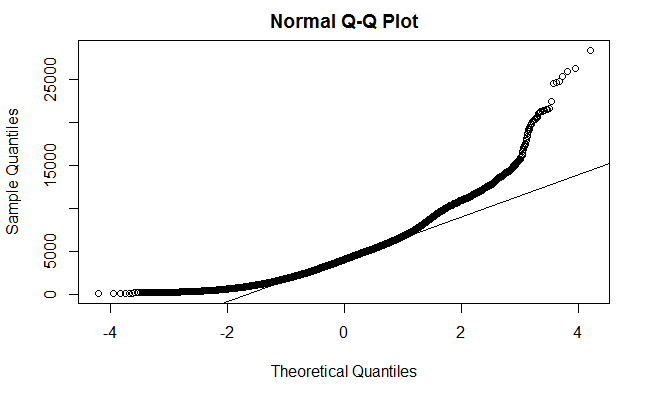 Normal Q-Q Plot
Sample Quantiles
25000
15000
5000
0
-4 -2 0 2 4
Theoretical Quantiles